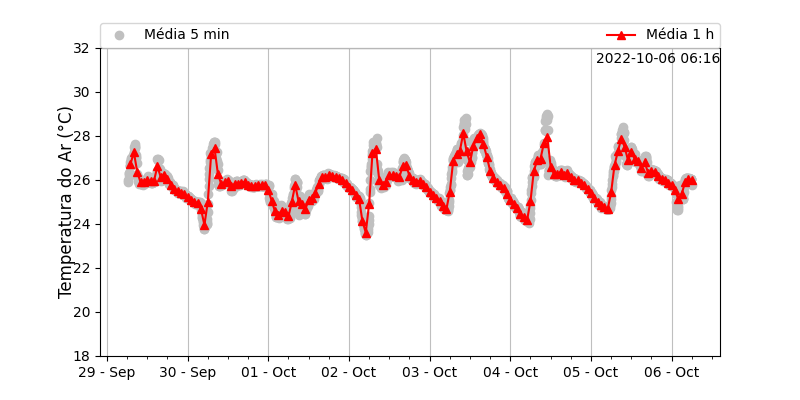 Média 5 min
Média 1 h
2022-10-06 06:16
Temperatura do Ar (°C)
32
30
28
26
24
22
20
18
29 - Sep
30 - Sep
01 - Oct
02 - Oct
03 - Oct
04 - Oct
05 - Oct
06 - Oct